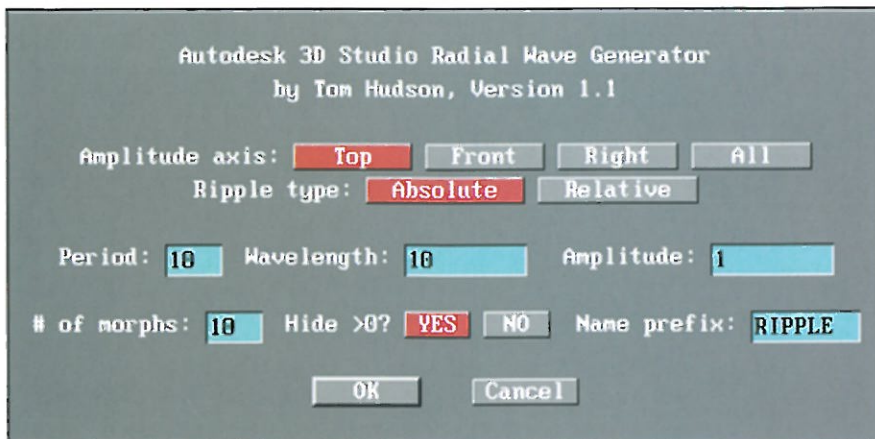 Autodesk 3D Studio Radial Wave Generator
by Tom Hudson, Version 1.1
Amplitude axis: Top Front Right All
Ripple type: Absolute Relative
Period: 10 Wavelength: 10 Amplitude: 1
# of morphs: 10 Hide >0? YES NO Name prefix: RIPPLE
OK Cancel